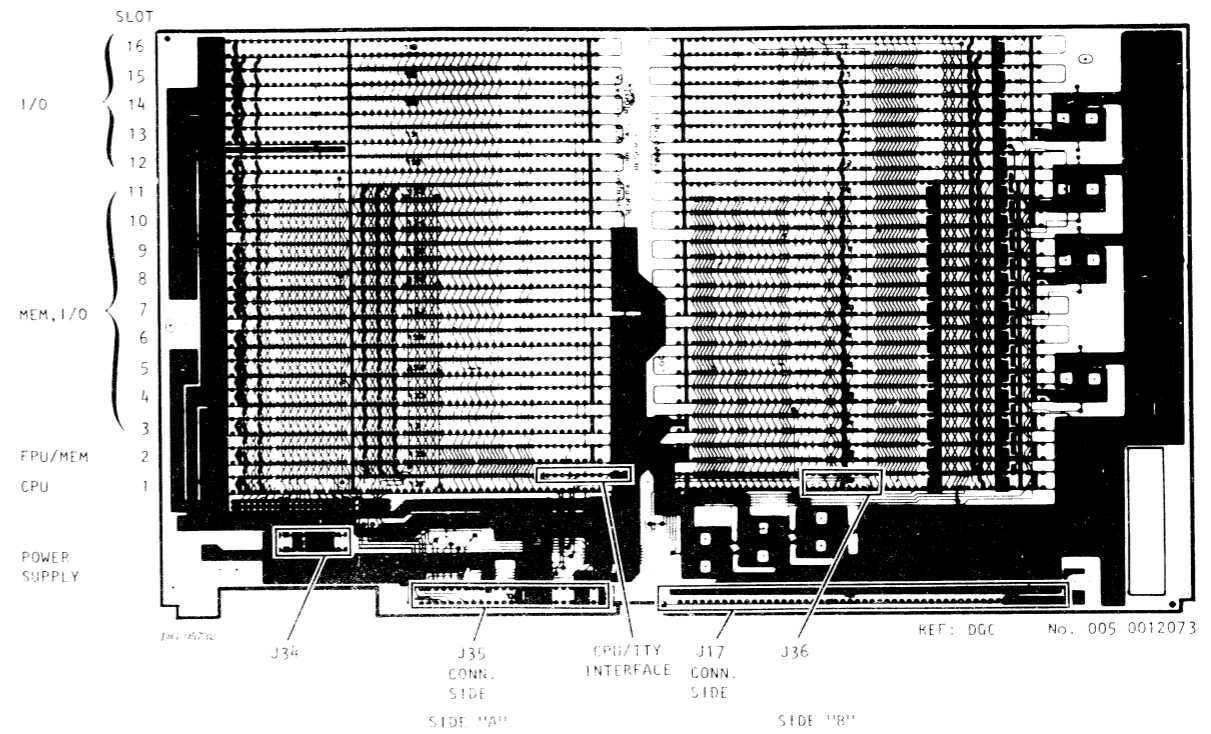 SLOT
16
15
I/O
14
13
12
11
10
9
8
MEM,I/O
7
6
5
4
3
FPU/MEM
2
CPU
1
POWER
SUPPLY
REF: DGC
No. 005 0012073
J34
J35
CONN.
SIDE
CPU/TTY
INTERFACE
J17
CONN.
SIDE
J36
SIDE "A"
SIDE "B"